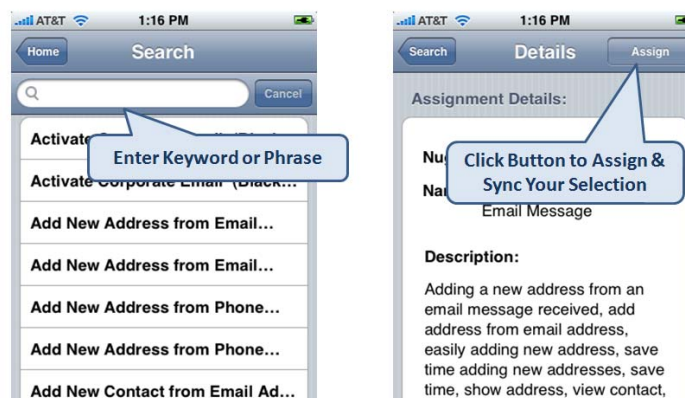 AT&T 1:16 PM
Home Search
Cancel
Enter Keyword or Phrase
Activate
Activate Corporate Email (Black...
Add New Address from Email...
Add New Address from Email...
Add New Address from Phone...
Add New Address from Phone...
Add New Contact from Email Ad...
AT&T 1:16 PM
Search Details Assign
Assignment Details:
Click Button to Assign &
Sync Your Selection
Email Message
Description:
Adding a new address from an
email message received, add
address from email address,
easily adding new address, save
time adding new addresses, save
time, show address, view contact,